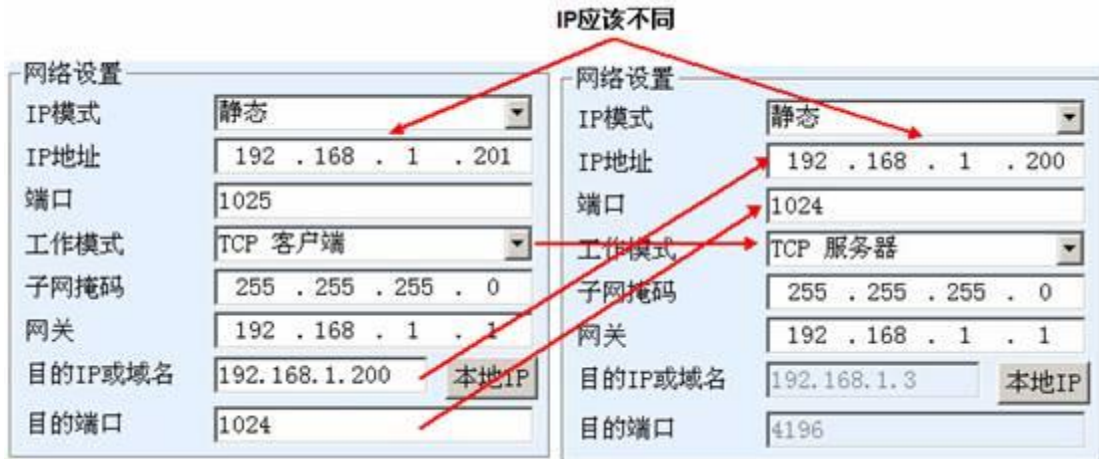 IP应该不同
网络设置
IP模式 静态
IP地址 192 . 168 . 1 . 201
端口 1025
工作模式 TCP 客户端
子网掩码 255 . 255 . 255 . 0
网关 192 . 168 . 1 . 1
目的IP或域名 192.168.1.200 本地IP
目的端口 1024
网络设置
IP模式 静态
IP地址 192 . 168 . 1 . 200
端口 1024
工作模式 TCP 服务器
子网掩码 255 . 255 . 255 . 0
网关 192 . 168 . 1 . 1
目的IP或域名 192.168.1.3 本地IP
目的端口 4196